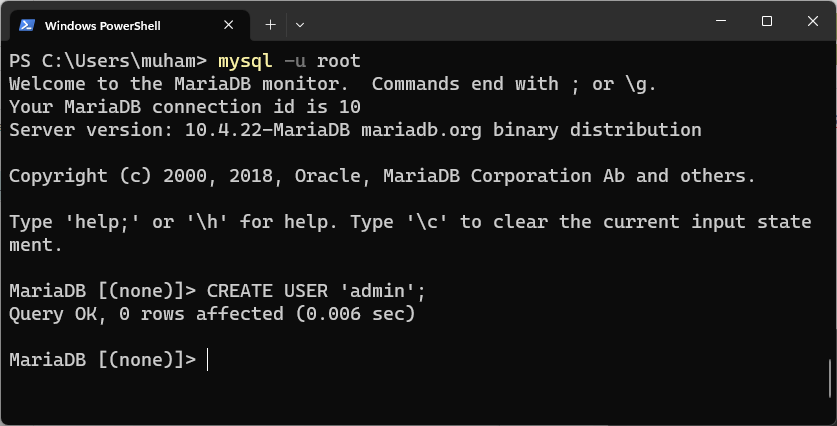 Windows PowerShell
PS C:\Users\muham> mysql -u root
Welcome to the MariaDB monitor.  Commands end with ; or \g.
Your MariaDB connection id is 10
Server version: 10.4.22-MariaDB mariadb.org binary distribution
Copyright (c) 2000, 2018, Oracle, MariaDB Corporation Ab and others.
Type 'help;' or '\h' for help. Type '\c' to clear the current input state
ment.
MariaDB [(none)]> CREATE USER 'admin';
Query OK, 0 rows affected (0.006 sec)
MariaDB [(none)]>